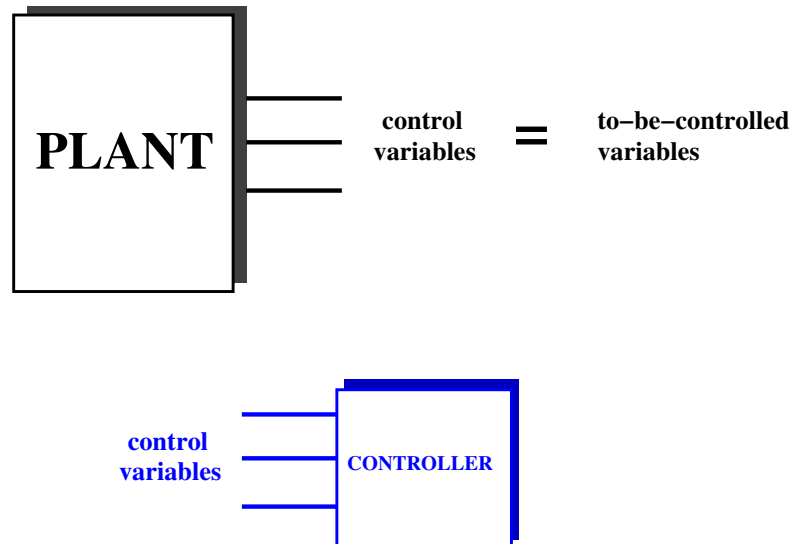 PLANT
control
variables
=
to−be−controlled
variables
control
variables
CONTROLLER